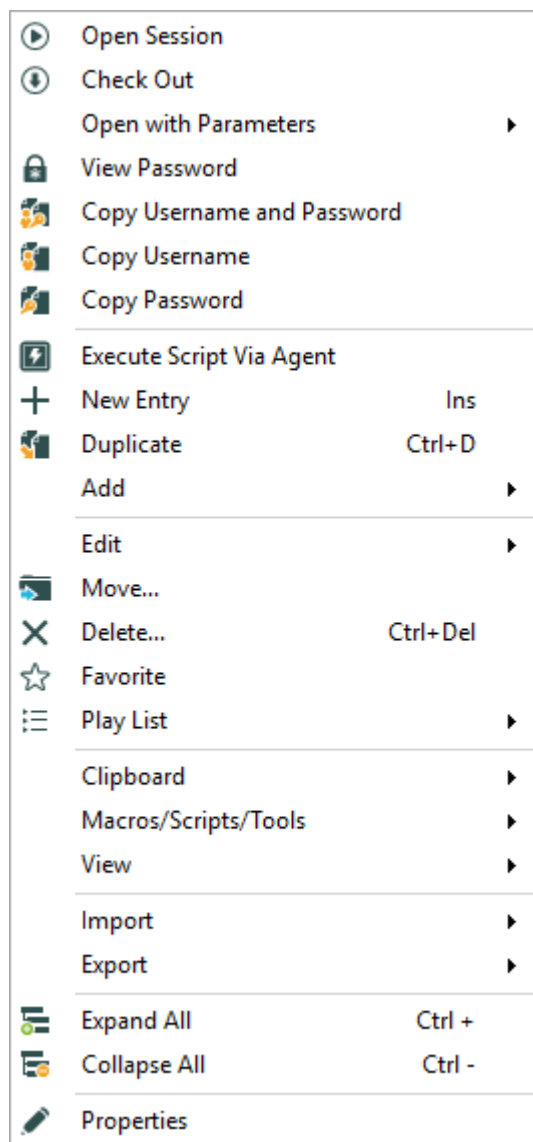 Open Session
Check Out
Open with Parameters
View Password
Copy Username and Password
Copy Username
Copy Password
Execute Script Via Agent
New Entry Ins
Duplicate Ctrl+D
Add
Edit
Move...
Delete... Ctrl+Del
Favorite
Play List
Clipboard
Macros/Scripts/Tools
View
Import
Export
Expand All Ctrl +
Collapse All Ctrl -
Properties